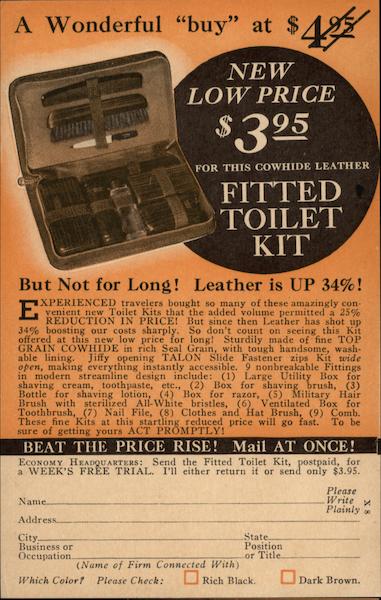 A Wonderful "buy" at $4.95
NEW
LOW PRICE
$3.95
FOR THIS COWHIDE LEATHER
FITTED
TOILET
KIT
But Not for Long! Leather is UP 34%!
EXPERIENCED travelers bought so many of these amazingly con-
venient new Toilet Kits that the added volume permitted a 25%
REDUCTION IN PRICE! But since then Leather has shot up
34% boosting our costs sharply. So don't count on seeing this Kit
offered at this new low price for long! Sturdily made of fine TOP
GRAIN COWHIDE in rich Seal Grain, with tough handsome, wash-
able lining. Jiffy opening TALON Slide Fastener zips Kit wide
open, making everything instantly accessible. 9 nonbreakable Fittings
in modern streamline design include: (1) Large Utility Box for
shaving cream, toothpaste, etc., (2) Box for shaving brush, (3)
Bottle for shaving lotion, (4) Box for razor, (5) Military Hair
Brush with sterilized All-White bristles, (6) Ventilated Box for
Toothbrush, (7) Nail File, (8) Clothes and Hat Brush, (9) Comb.
These fine Kits at this startling reduced price will go fast. To be
sure of getting yours ACT PROMPTLY!
BEAT THE PRICE RISE! Mail AT ONCE!
ECONOMY HEADQUARTERS: Send the Fitted Toilet Kit, postpaid, for
a WEEK'S FREE TRIAL. I'll either return it or send only $3.95.
Please
Name Write
Plainly
Address
X 8
City State
Business or Position
Occupation or Title
(Name of Firm Connected With)
Which Color? Please Check: Rich Black. Dark Brown.